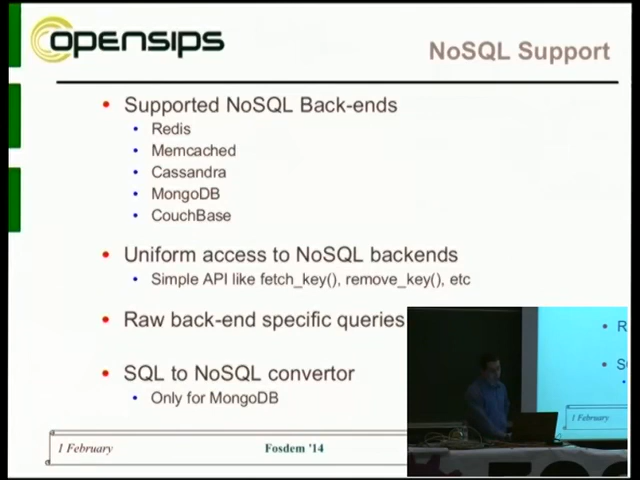 opensips
NoSQL Support
• Supported NoSQL Back-ends
• Redis
• Memcached
• Cassandra
• MongoDB
• CouchBase
• Uniform access to NoSQL backends
• Simple API like fetch_key(), remove_key(), etc
• Raw back-end specific queries
• SQL to NoSQL convertor
• Only for MongoDB
1 February
Fosdem '14
• R
1 February